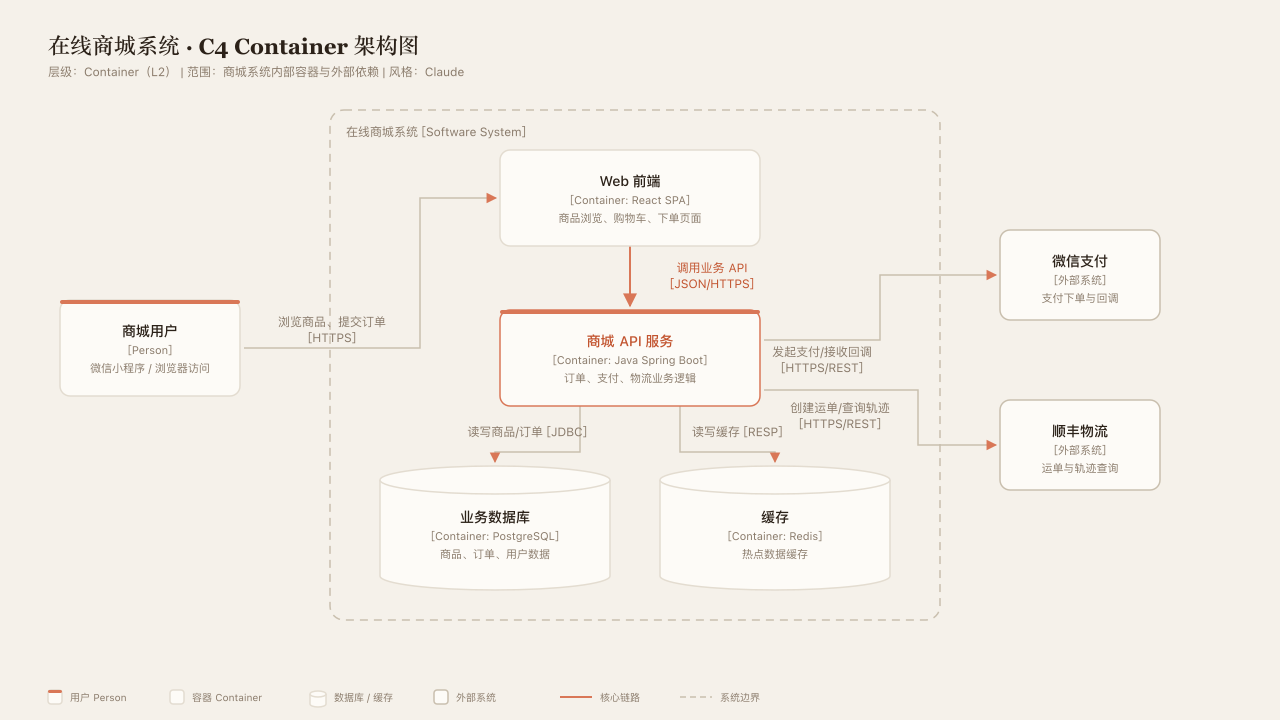 在线商城系统 · C4 Container 架构图
层级：Container（L2） | 范围：商城系统内部容器与外部依赖 | 风格：Claude
在线商城系统 [Software System]
Web 前端
[Container: React SPA]
商品浏览、购物车、下单页面
调用业务 API
[JSON/HTTPS]
微信支付
[外部系统]
支付下单与回调
商城用户
[Person]
微信小程序 / 浏览器访问
浏览商品、提交订单
[HTTPS]
商城 API 服务
[Container: Java Spring Boot]
订单、支付、物流业务逻辑
发起支付/接收回调
[HTTPS/REST]
创建运单/查询轨迹
[HTTPS/REST]
顺丰物流
[外部系统]
运单与轨迹查询
读写商品/订单 [JDBC]
读写缓存 [RESP]
业务数据库
[Container: PostgreSQL]
商品、订单、用户数据
缓存
[Container: Redis]
热点数据缓存
用户 Person
容器 Container
数据库 / 缓存
外部系统
核心链路
系统边界